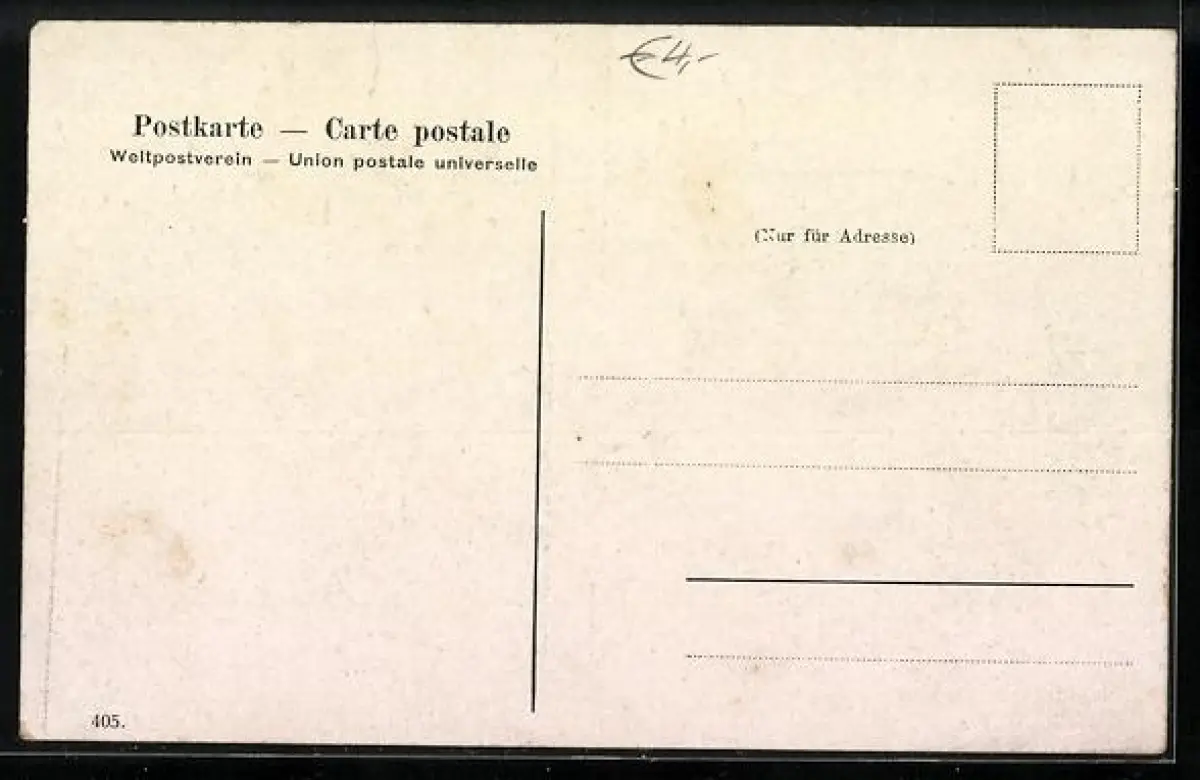 €4,-
Postkarte — Carte postale
Weltpostverein — Union postale universelle
(Nur für Adresse)
405.